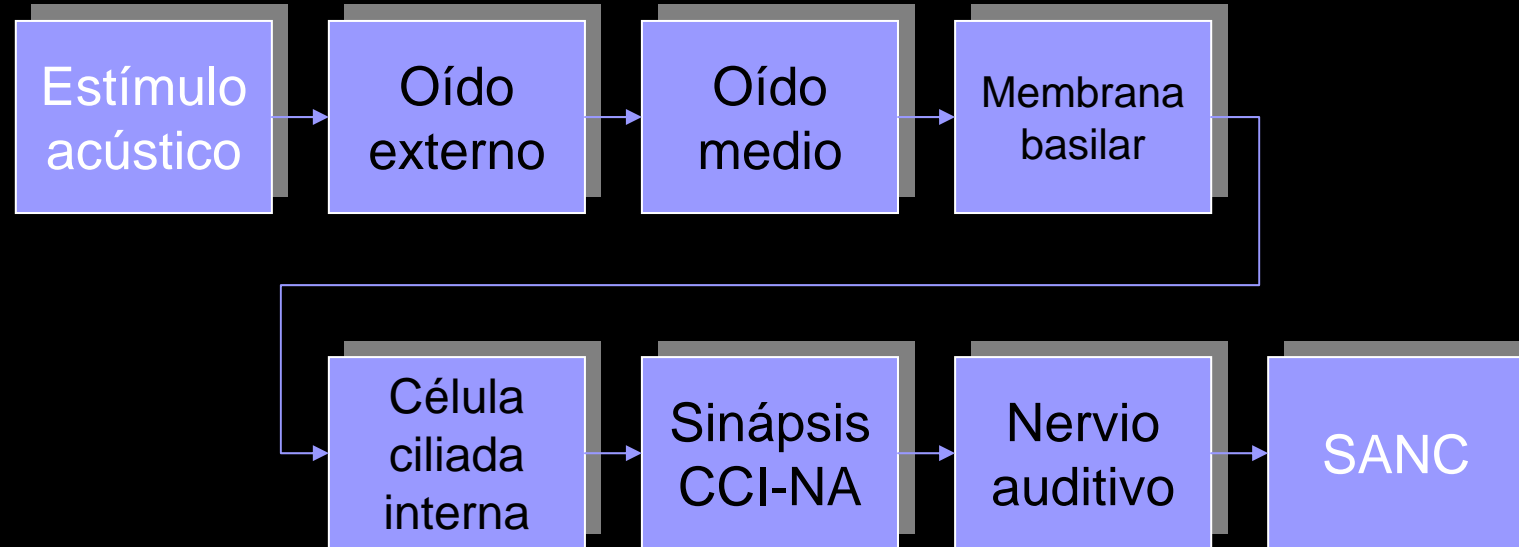 Estímulo
acústico
Oído
externo
Oído
medio
Membrana
basilar
Célula
ciliada
interna
Sinápsis
CCI-NA
Nervio
auditivo
SANC